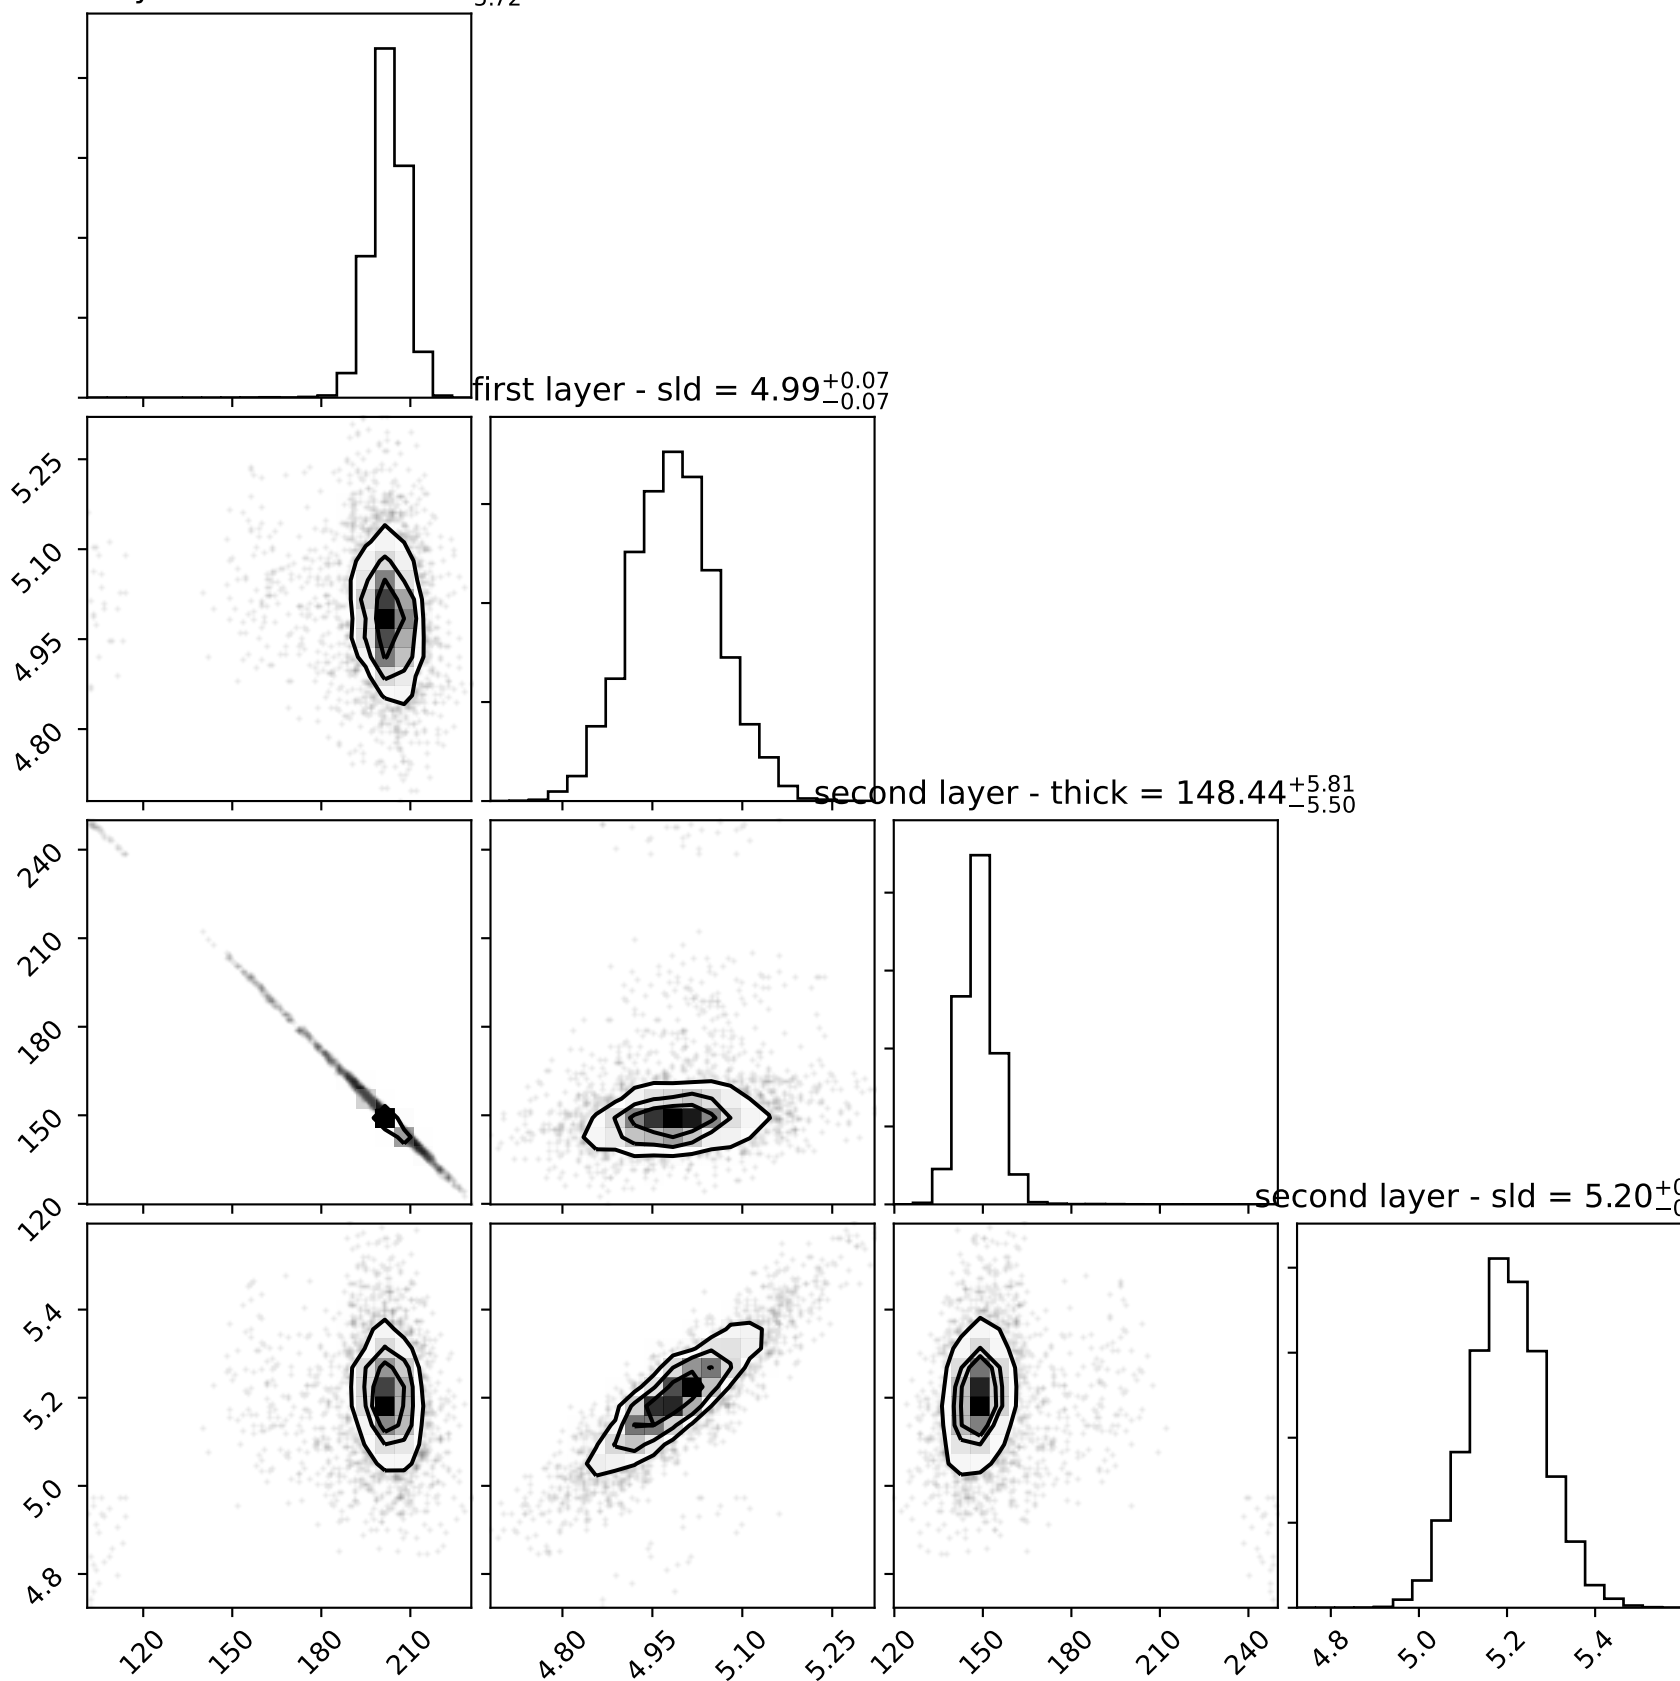 3.72
first layer - sld = 4.99 +0.07 −0.07
5.25
5.10
4.95
4.80
second layer - thick = 148.44 +5.81 −5.50
240
210
180
150
120
second layer - sld = 5.20
5.4
5.2
5.0
4.8
120 150 180 210
4.80 4.95 5.10 5.25
120 150 180 210 240
4.8 5.0 5.2 5.4